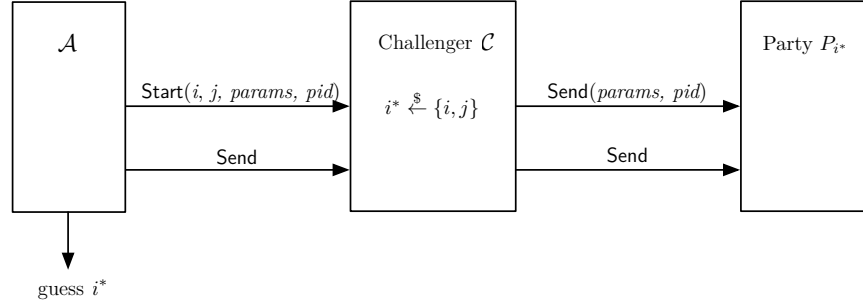 𝒜
Challenger 𝒞
Party P_{i*}
Start(i, j, params, pid)
i* ←$ {i, j}
Send(params, pid)
Send
Send
guess i*